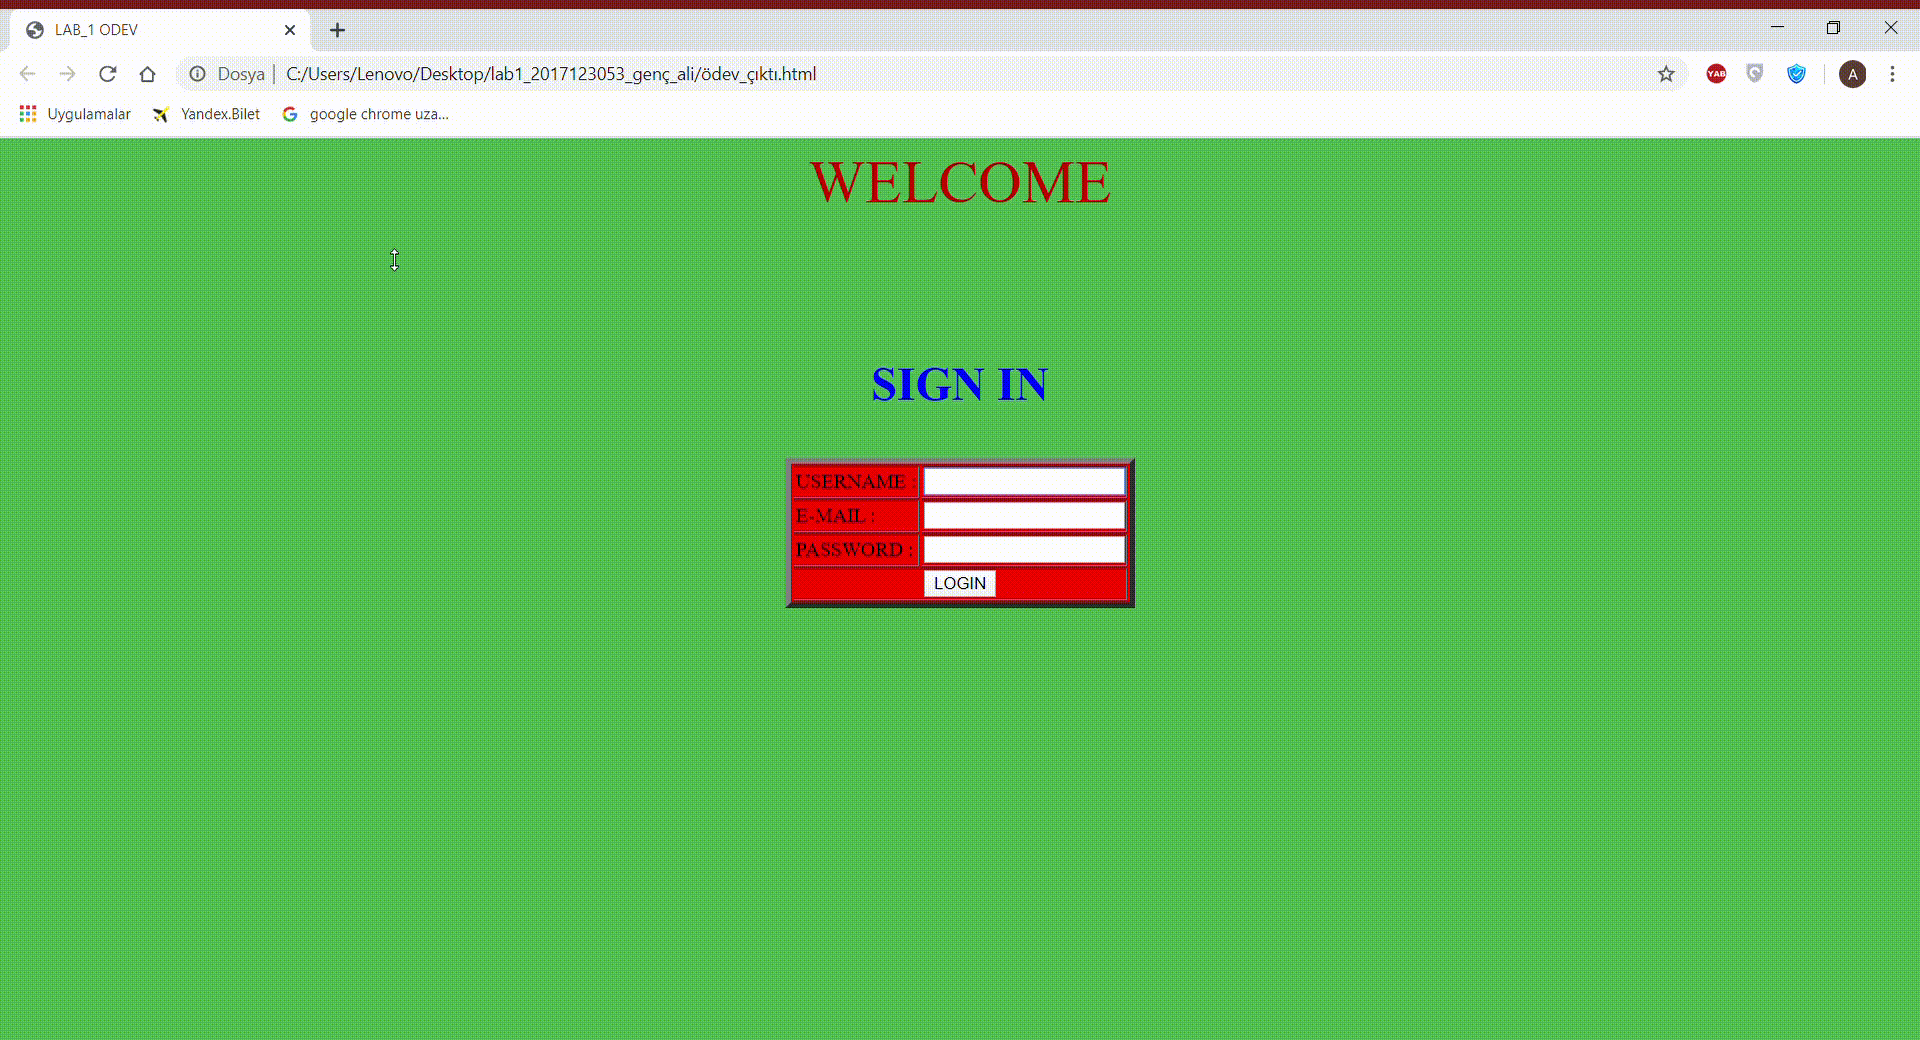 LAB_1 ODEV
Dosya | C:/Users/Lenovo/Desktop/lab1_2017123053_genç_ali/ödev_çıktı.html
YAB
A
Uygulamalar
Yandex.Bilet
google chrome uza...
WELCOME
SIGN IN
USERNAME :
E-MAIL :
PASSWORD :
LOGIN